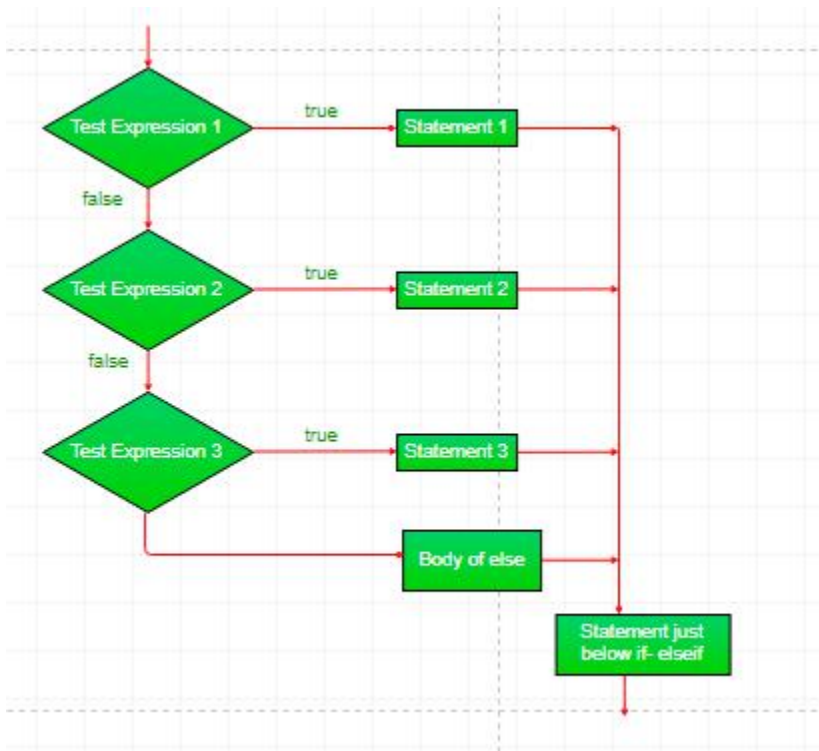 Test Expression 1
true
Statement 1
false
Test Expression 2
true
Statement 2
false
Test Expression 3
true
Statement 3
Body of else
Statement just
below if- elseif